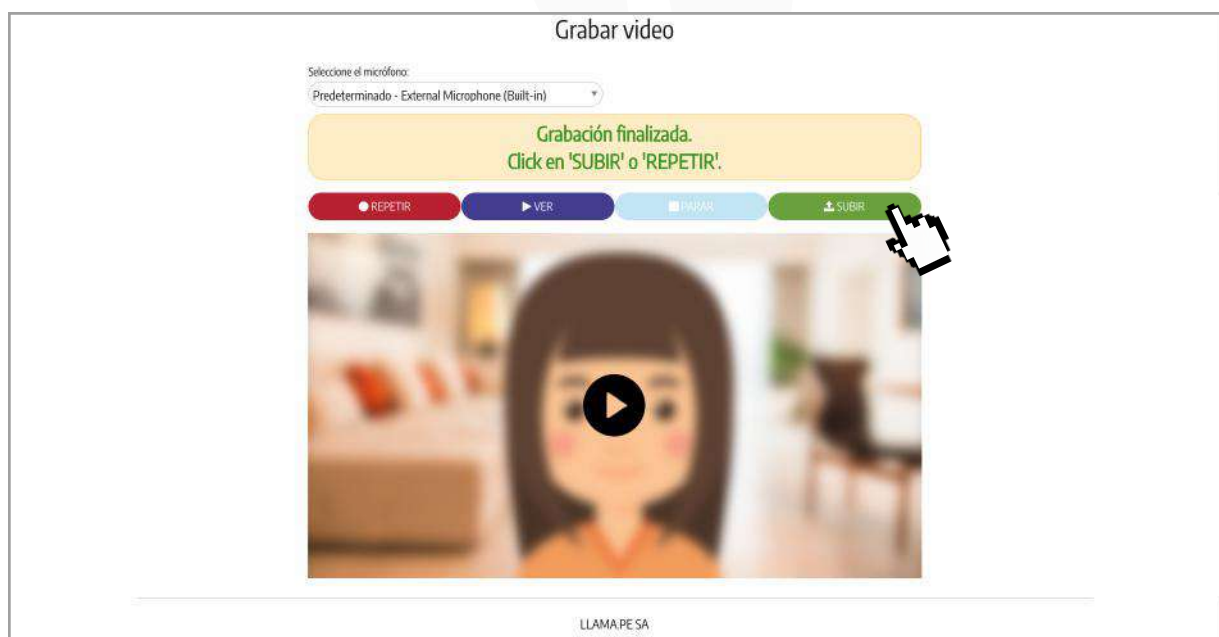 Grabar video
Seleccione el micrófono:
Predeterminado - External Microphone (Built-in)
Grabación finalizada.
Click en 'SUBIR' o 'REPETIR'.
REPETIR
VER
PARAR
SUBIR
LLAMA.PE SA